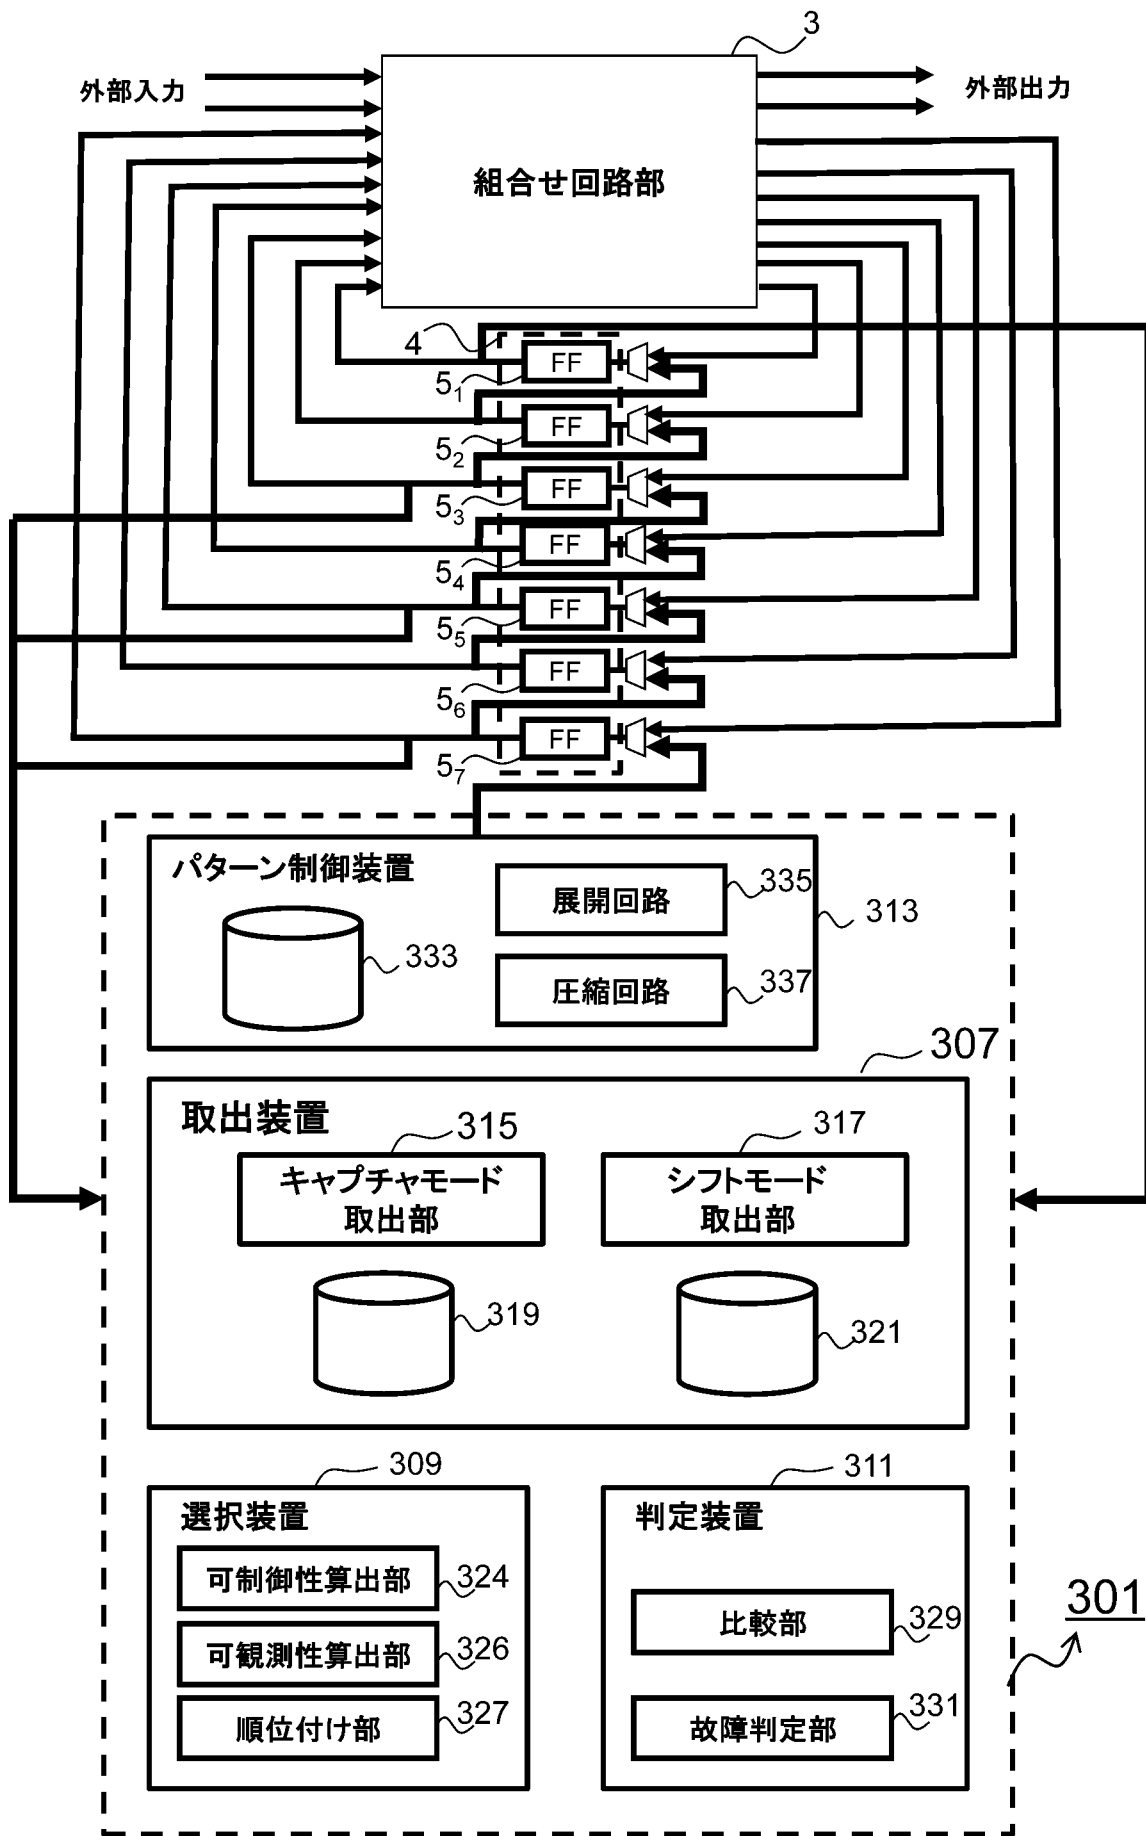 3
外部入力
外部出力
組合せ回路部
4
FF
5₁
FF
5₂
FF
5₃
FF
5₄
FF
5₅
FF
5₆
FF
5₇
パターン制御装置
展開回路
335
313
333
圧縮回路
337
307
取出装置
315
317
キャプチャモード
取出部
シフトモード
取出部
319
321
309
311
選択装置
判定装置
可制御性算出部
324
301
比較部
329
可観測性算出部
326
順位付け部
327
故障判定部
331